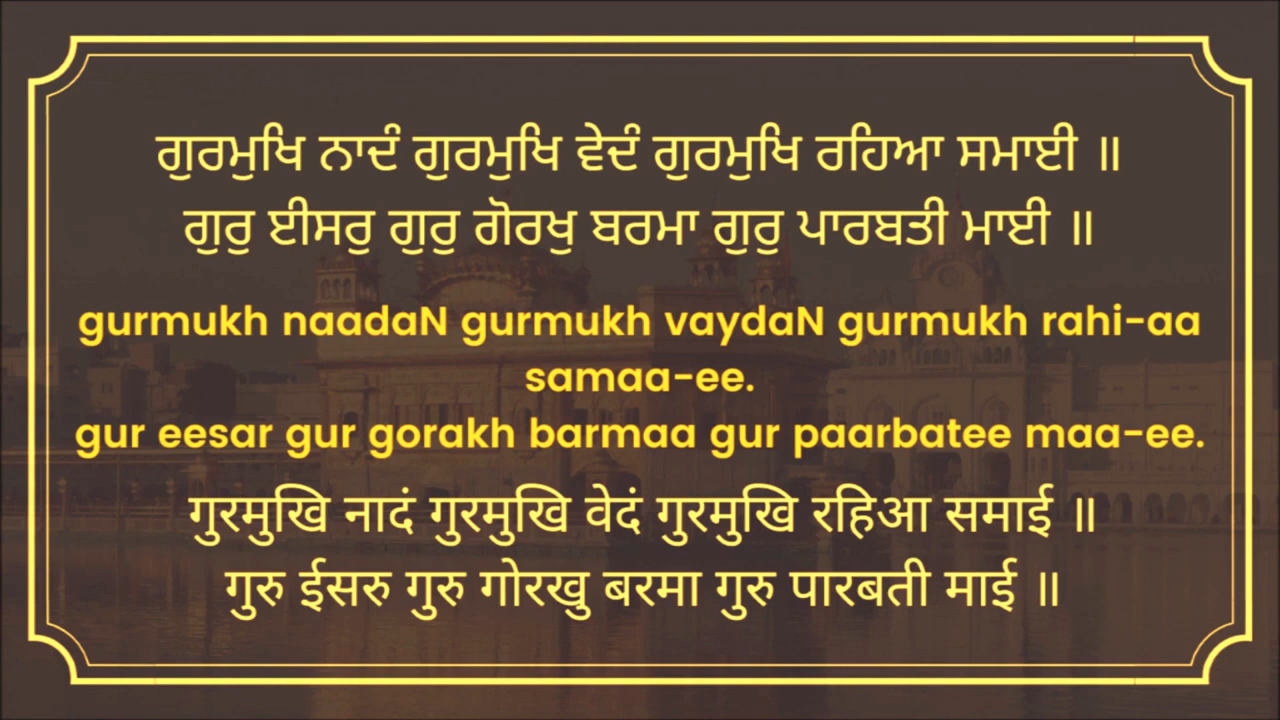 ਗੁਰਮੁਖਿ ਨਾਦੰ ਗੁਰਮੁਖਿ ਵੇਦੰ ਗੁਰਮੁਖਿ ਰਹਿਆ ਸਮਾਈ ॥
ਗੁਰੁ ਈਸਰੁ ਗੁਰੁ ਗੋਰਖੁ ਬਰਮਾ ਗੁਰੁ ਪਾਰਬਤੀ ਮਾਈ ॥
gurmukh naadaN gurmukh vaydaN gurmukh rahi-aa
samaa-ee.
gur eesar gur gorakh barmaa gur paarbatee maa-ee.
गुरमुखि नादं गुरमुखि वेदं गुरमुखि रहिआ समाई ॥
गुरु ईसरु गुरु गोरखु बरमा गुरु पारबती माई ॥